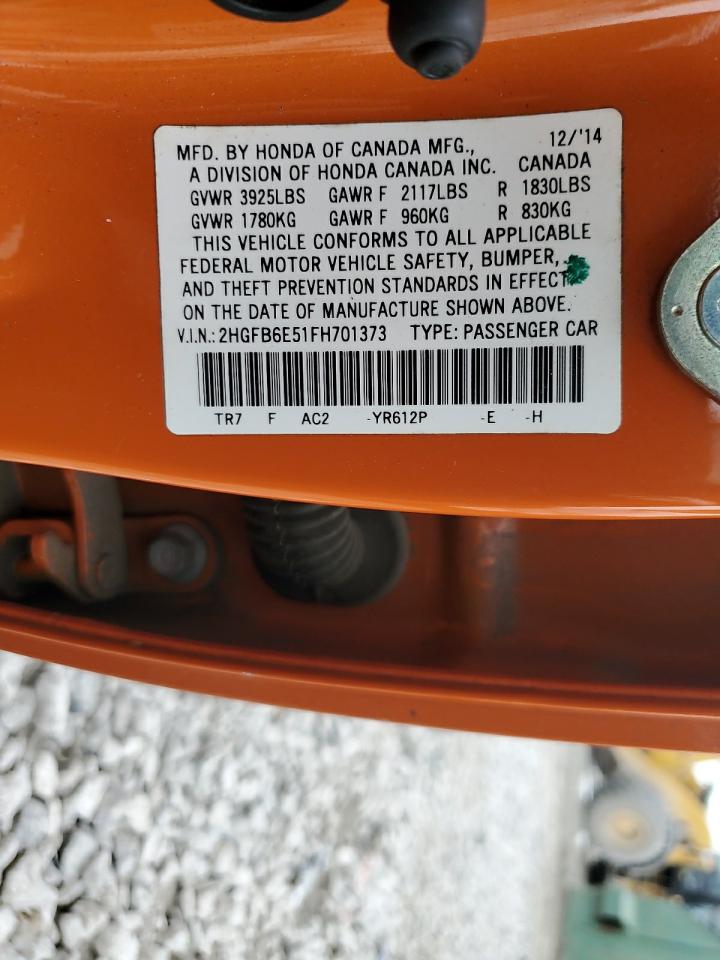 12/'14
MFD. BY HONDA OF CANADA MFG.,
A DIVISION OF HONDA CANADA INC. CANADA
GVWR 3925LBS GAWR F 2117LBS R 1830LBS
GVWR 1780KG GAWR F 960KG R 830KG
THIS VEHICLE CONFORMS TO ALL APPLICABLE
FEDERAL MOTOR VEHICLE SAFETY, BUMPER,
AND THEFT PREVENTION STANDARDS IN EFFECT
ON THE DATE OF MANUFACTURE SHOWN ABOVE.
V.I.N.: 2HGFB6E51FH701373 TYPE: PASSENGER CAR
TR7 F AC2 -YR612P -E -H